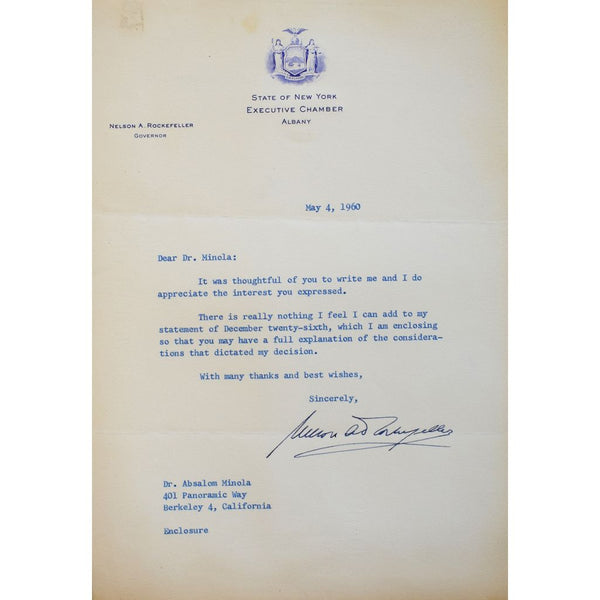 STATE OF NEW YORK
EXECUTIVE CHAMBER
ALBANY
NELSON A. ROCKEFELLER
GOVERNOR
May 4, 1960
Dear Dr. Minola:
It was thoughtful of you to write me and I do
appreciate the interest you expressed.
There is really nothing I feel I can add to my
statement of December twenty-sixth, which I am enclosing
so that you may have a full explanation of the considera-
tions that dictated my decision.
With many thanks and best wishes,
Sincerely,
Nelson A Rockefeller
Dr. Absalom Minola
401 Panoramic Way
Berkeley 4, California
Enclosure